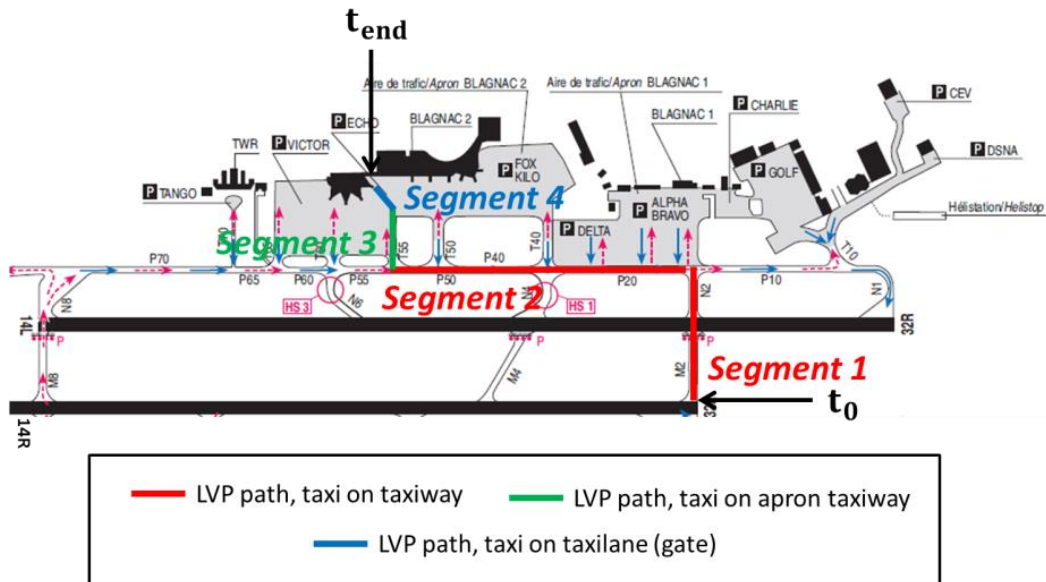 t_end
Aire de trafic/Apron BLAGNAC 2
Aire de trafic/Apron BLAGNAC 1
P CEV
P ECHO
BLAGNAC 2
BLAGNAC 1
P CHARLIE
TWR
P VICTOR
P DSNA
P FOX
KILO
P GOLF
P TANGO
Segment 4
P ALPHA
BRAVO
Hélistation/Helistop
Segment 3
T55
T50
T40
P DELTA
T10
P70
P40
P65
P60
P55
P50
P20
P10
N8
N6
N2
N1
HS 3
Segment 2
HS 1
14L
32R
P
P
M8
M4
M2
Segment 1
t_0
14R
LVP path, taxi on taxiway
LVP path, taxi on apron taxiway
LVP path, taxi on taxilane (gate)